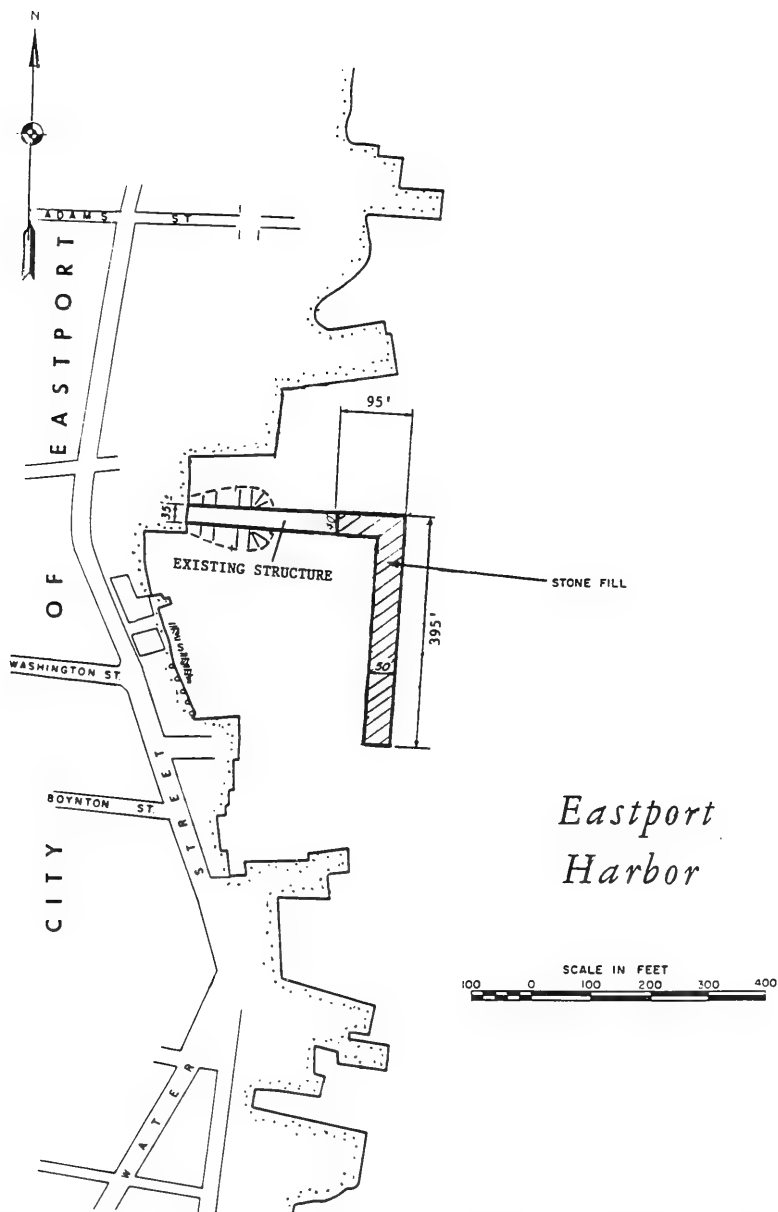 N
ADAMS ST
CITY OF EASTPORT
95'
35'±
EXISTING STRUCTURE
STONE FILL
395'
50'
WASHINGTON ST.
BOYNTON ST
WATER STREET
Eastport
Harbor
SCALE IN FEET
100 0 100 200 300 400